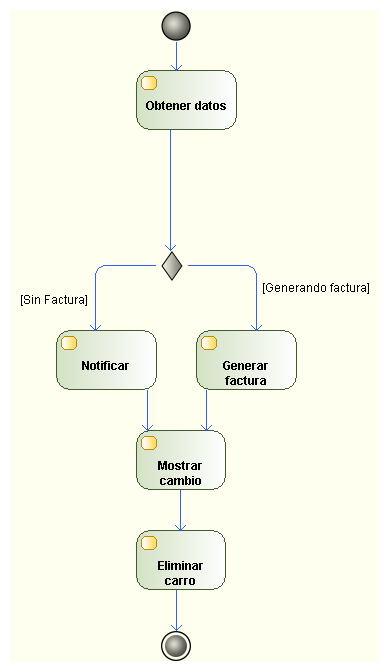 Obtener datos
[Generando factura]
[Sin Factura]
Notificar
Generar
factura
Mostrar
cambio
Eliminar
carro